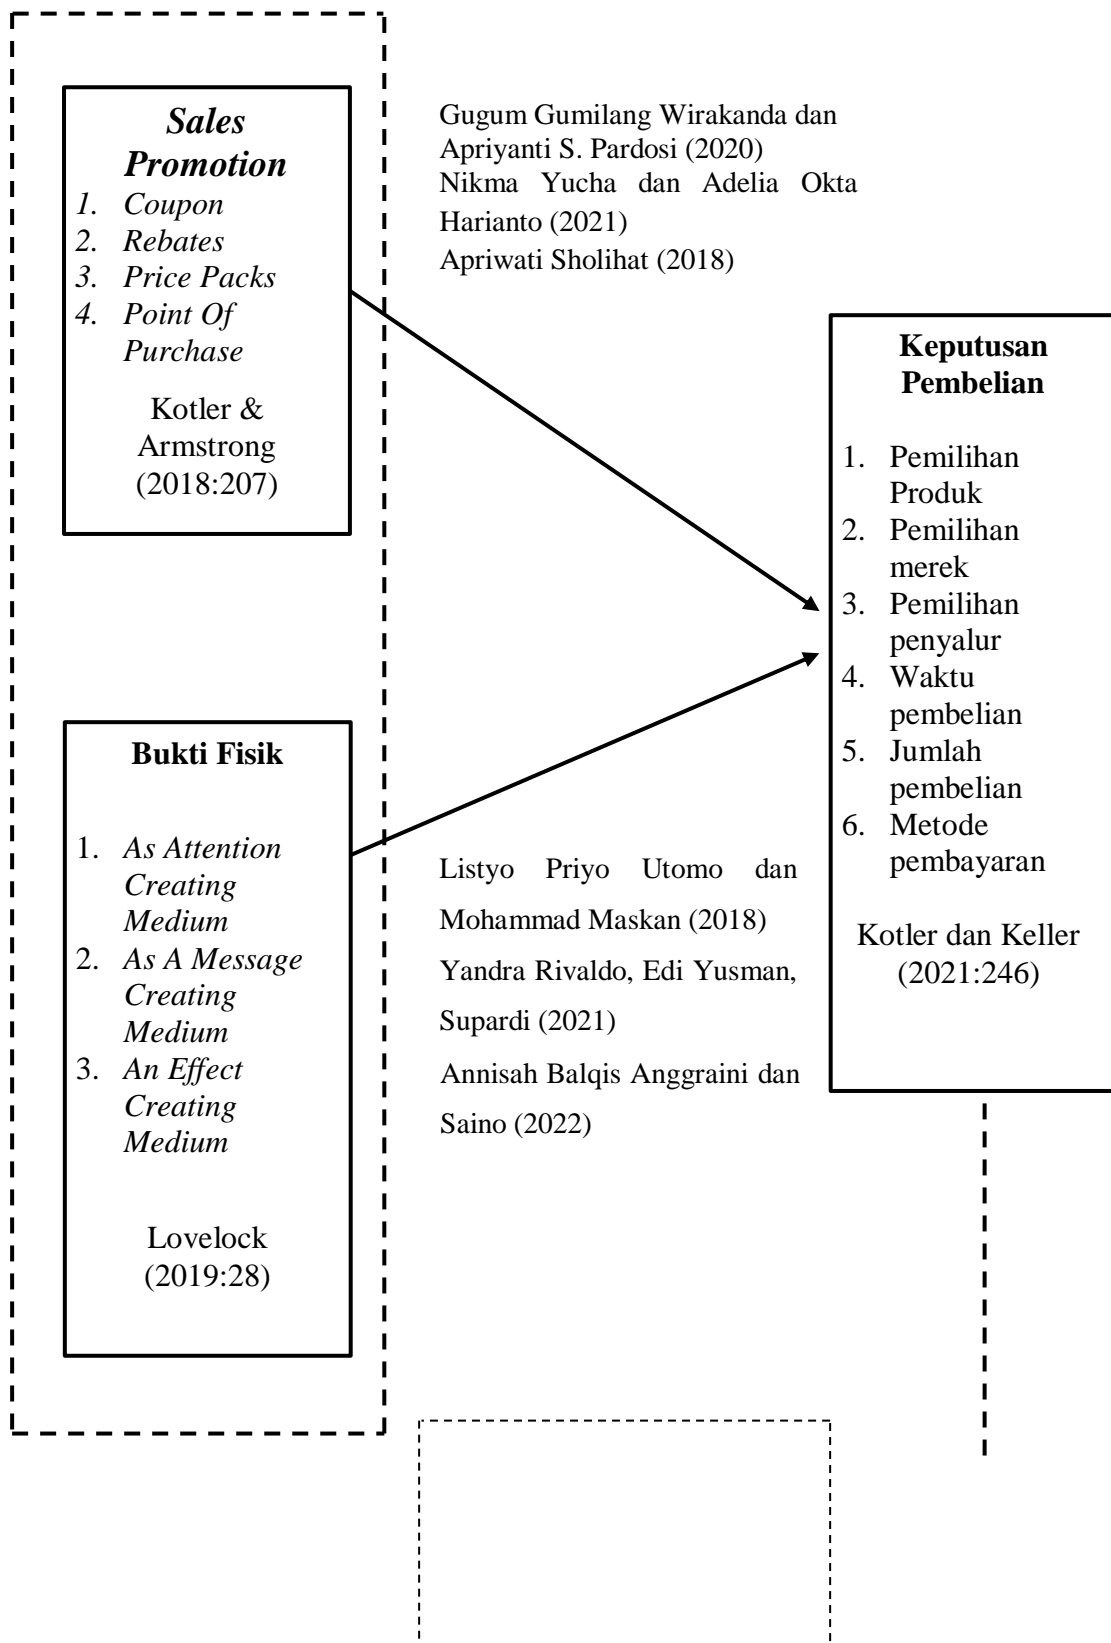 Sales
Promotion
1. Coupon
2. Rebates
3. Price Packs
4. Point Of
Purchase
Kotler &
Armstrong
(2018:207)
Gugum Gumilang Wirakanda dan
Apriyanti S. Pardosi (2020)
Nikma Yucha dan Adelia Okta
Harianto (2021)
Apriwati Sholihat (2018)
Keputusan
Pembelian
1. Pemilihan
Produk
2. Pemilihan
merek
3. Pemilihan
penyalur
4. Waktu
pembelian
5. Jumlah
pembelian
6. Metode
pembayaran
Kotler dan Keller
(2021:246)
Bukti Fisik
1. As Attention
Creating
Medium
2. As A Message
Creating
Medium
3. An Effect
Creating
Medium
Lovelock
(2019:28)
Listyo Priyo Utomo dan
Mohammad Maskan (2018)
Yandra Rivaldo, Edi Yusman,
Supardi (2021)
Annisah Balqis Anggraini dan
Saino (2022)